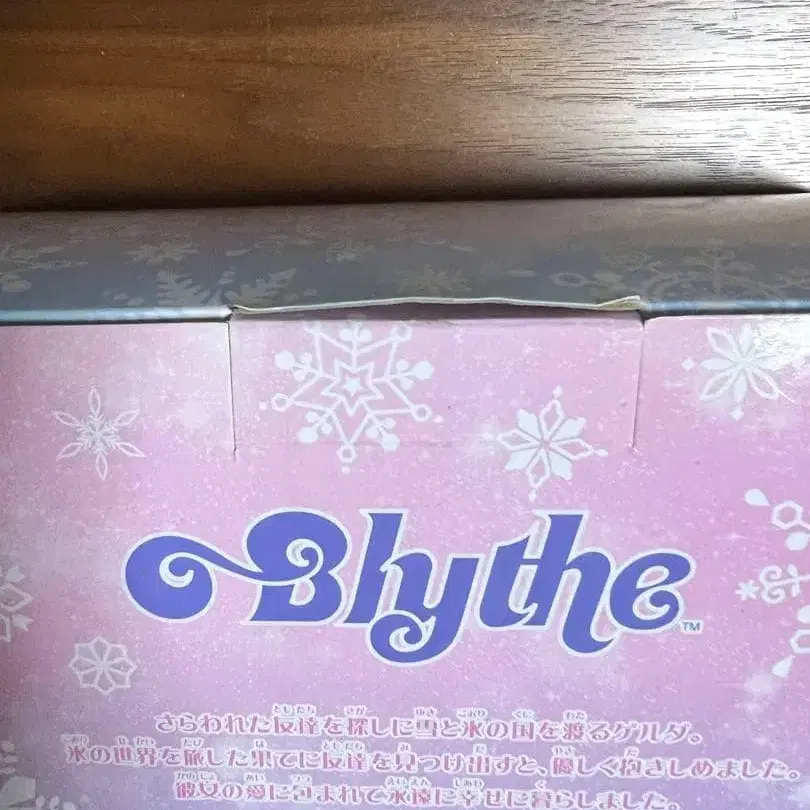 Blythe™
さらわれた友達を探しに雪と氷の国を渡るゲルダ。
氷の世界を旅した果てに友達を見つけ出すと、優しく抱きしめました。
彼女の愛に包まれて永遠に幸せに暮らしました。